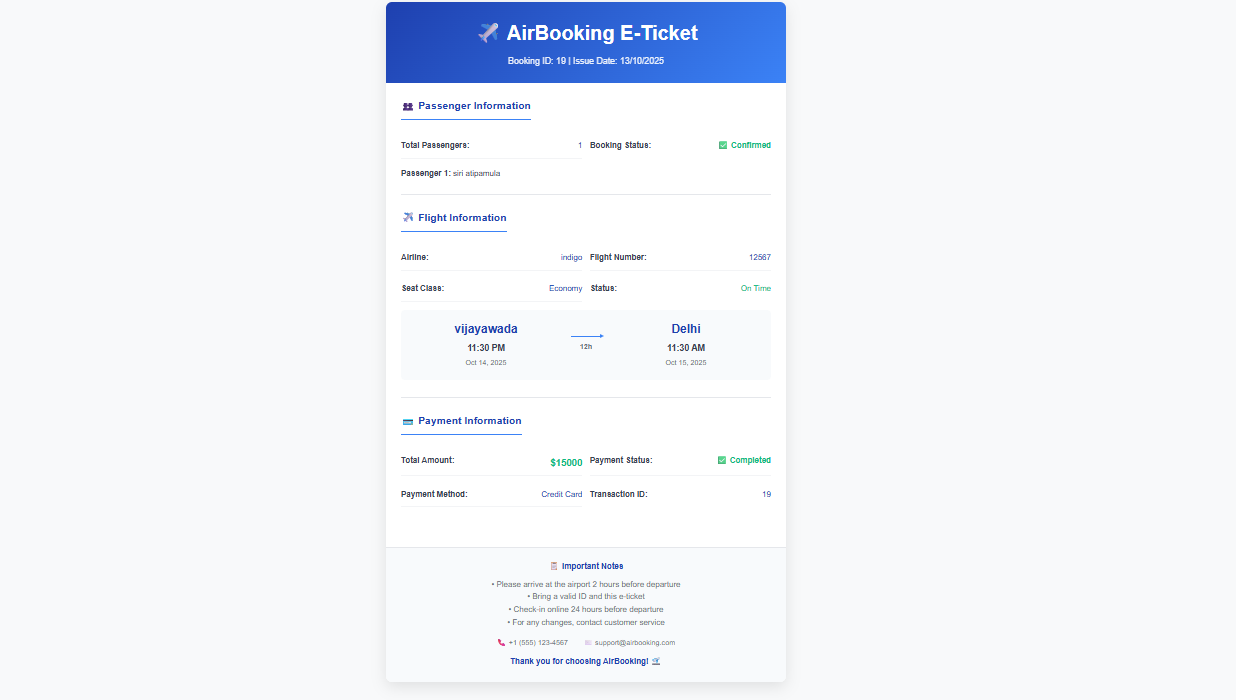 AirBooking E-Ticket
Booking ID: 19 | Issue Date: 13/10/2025
Passenger Information
Total Passengers: 1 Booking Status: ✅ Confirmed
Passenger 1: siri atipamula
Flight Information
Airline: indigo Flight Number: 12567
Seat Class: Economy Status: On Time
vijayawada Delhi
11:30 PM 12h 11:30 AM
Oct 14, 2025 Oct 15, 2025
Payment Information
Total Amount: $15000 Payment Status: ✅ Completed
Payment Method: Credit Card Transaction ID: 19
Important Notes
• Please arrive at the airport 2 hours before departure
• Bring a valid ID and this e-ticket
• Check-in online 24 hours before departure
• For any changes, contact customer service
+1 (555) 123-4567 support@airbooking.com
Thank you for choosing AirBooking!